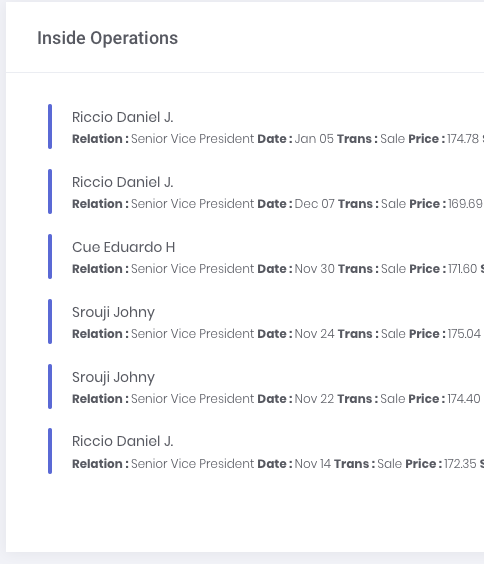 Inside Operations
Riccio Daniel J.
Relation : Senior Vice President Date : Jan 05 Trans : Sale Price : 174.78
Riccio Daniel J.
Relation : Senior Vice President Date : Dec 07 Trans : Sale Price : 169.69
Cue Eduardo H
Relation : Senior Vice President Date : Nov 30 Trans : Sale Price : 171.60 S
Srouji Johny
Relation : Senior Vice President Date : Nov 24 Trans : Sale Price : 175.04
Srouji Johny
Relation : Senior Vice President Date : Nov 22 Trans : Sale Price : 174.40
Riccio Daniel J.
Relation : Senior Vice President Date : Nov 14 Trans : Sale Price : 172.35 S